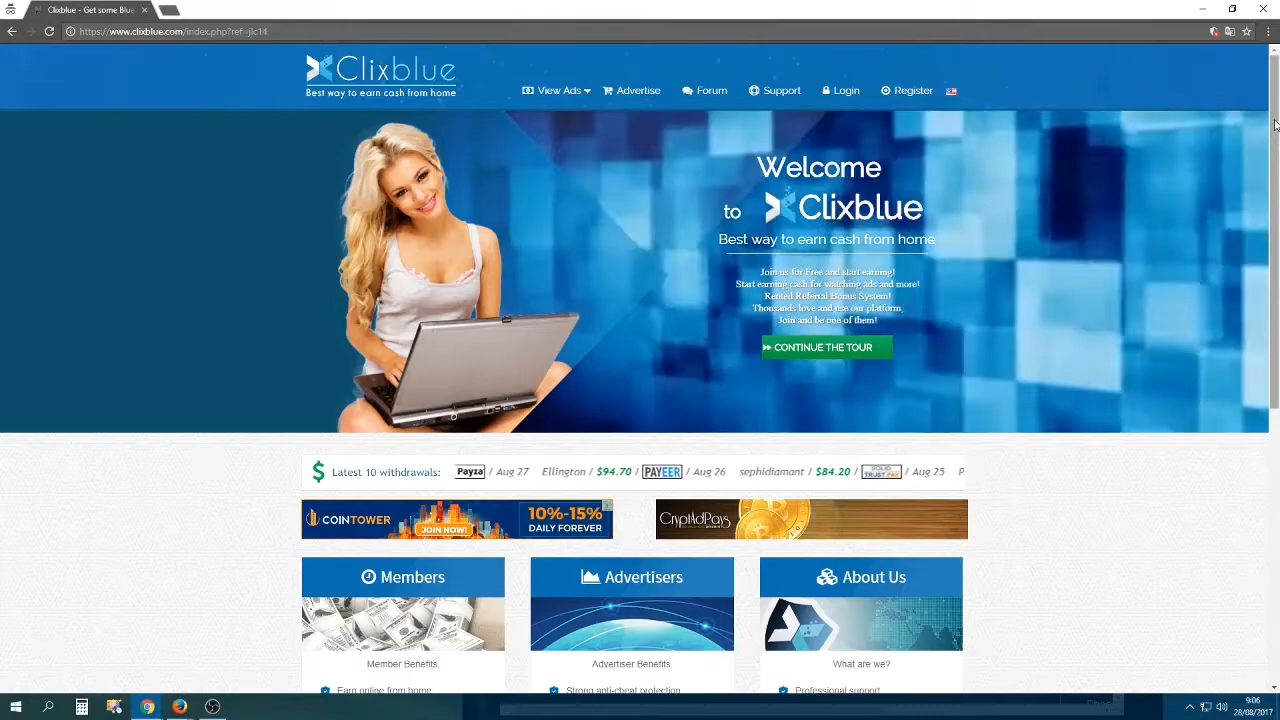 Clixblue - Get some Blue
https://www.clixblue.com/index.php?ref=jlc14
Clixblue
Best way to earn cash from home
View Ads
Advertise
Forum
Support
Login
Register
Welcome
to Clixblue
Best way to earn cash from home
Join us for Free and start earning!
Start earning cash for watching ads and more!
Rented Referral Bonus System!
Thousands love and use our platform,
Join and be one of them!
CONTINUE THE TOUR
$ Latest 10 withdrawals: Payza / Aug 27 Ellington / $94.70 / PAYEER / Aug 26 sephidiamant / $84.20 / SOLID TRUST PAY / Aug 25 P
COINTOWER
JOIN NOW!
10%-15%
DAILY FOREVER
CryptAdPays
Members
Advertisers
About Us
Member Benefits.
Advertiser Benefits.
What are we?
Earn online from home
Strong anti-cheat protection
Professional support
9:06
28/08/2017